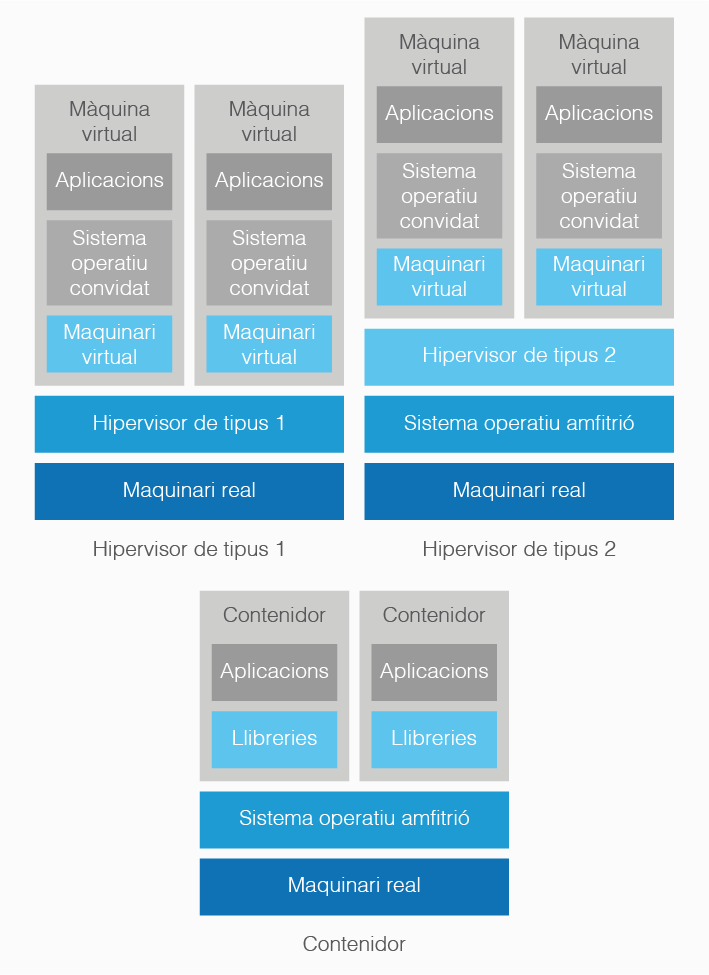 Màquina
virtual
Aplicacions
Sistema
operatiu
convidat
Maquinari
virtual
Màquina
virtual
Aplicacions
Sistema
operatiu
convidat
Maquinari
virtual
Hipervisor de tipus 1
Maquinari real
Hipervisor de tipus 1
Màquina
virtual
Aplicacions
Sistema
operatiu
convidat
Maquinari
virtual
Màquina
virtual
Aplicacions
Sistema
operatiu
convidat
Maquinari
virtual
Hipervisor de tipus 2
Sistema operatiu amfitrió
Maquinari real
Hipervisor de tipus 2
Contenidor
Aplicacions
Llibreries
Contenidor
Aplicacions
Llibreries
Sistema operatiu amfitrió
Maquinari real
Contenidor